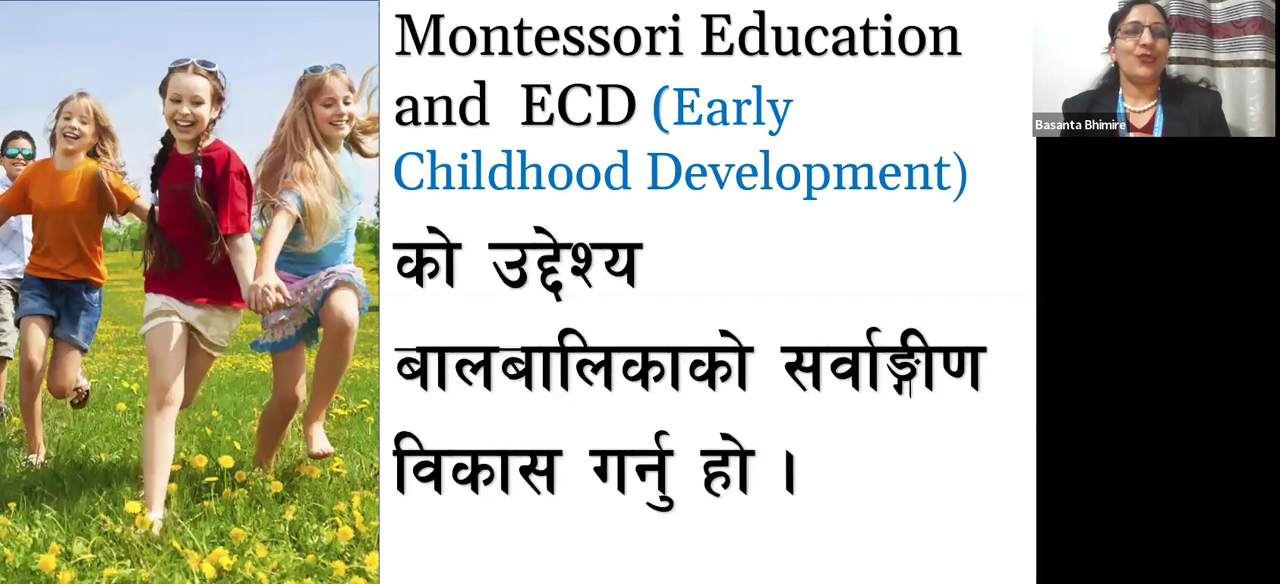 Montessori Education
and ECD (Early
Childhood Development)
को उद्देश्य
बालबालिकाको सर्वाङ्गीण
विकास गर्नु हो ।
Basanta Bhimire